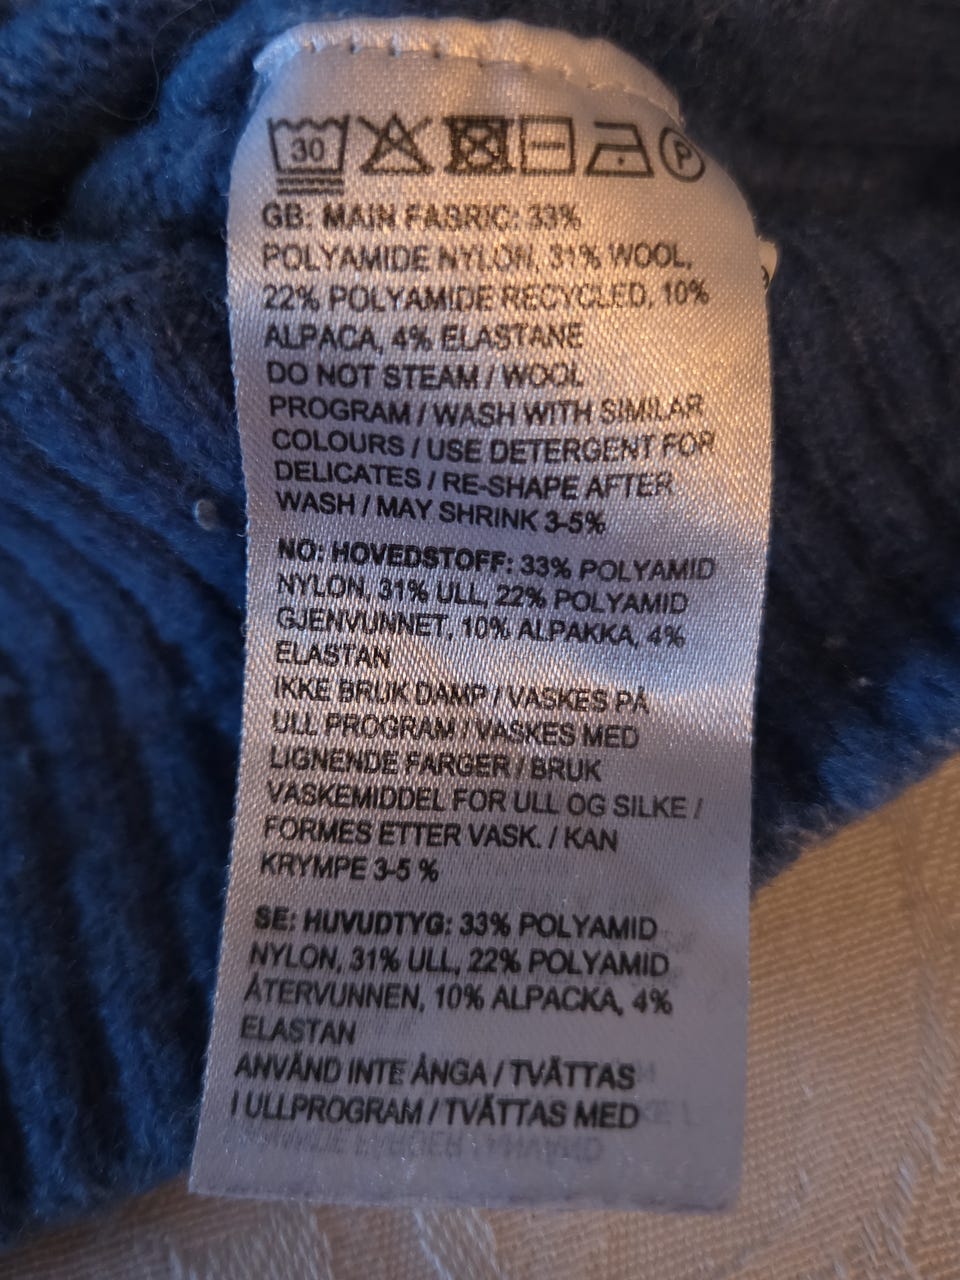 30 P
GB: MAIN FABRIC: 33%
POLYAMIDE NYLON, 31% WOOL,
22% POLYAMIDE RECYCLED, 10%
ALPACA, 4% ELASTANE
DO NOT STEAM / WOOL
PROGRAM / WASH WITH SIMILAR
COLOURS / USE DETERGENT FOR
DELICATES / RE-SHAPE AFTER
WASH / MAY SHRINK 3-5%
NO: HOVEDSTOFF: 33% POLYAMID
NYLON, 31% ULL, 22% POLYAMID
GJENVUNNET, 10% ALPAKKA, 4%
ELASTAN
IKKE BRUK DAMP / VASKES PÅ
ULL PROGRAM / VASKES MED
LIGNENDE FARGER / BRUK
VASKEMIDDEL FOR ULL OG SILKE /
FORMES ETTER VASK. / KAN
KRYMPE 3-5 %
SE: HUVUDTYG: 33% POLYAMID
NYLON, 31% ULL, 22% POLYAMID
ÅTERVUNNEN, 10% ALPACKA, 4%
ELASTAN
ANVÄND INTE ÅNGA / TVÄTTAS
I ULLPROGRAM / TVÄTTAS MED